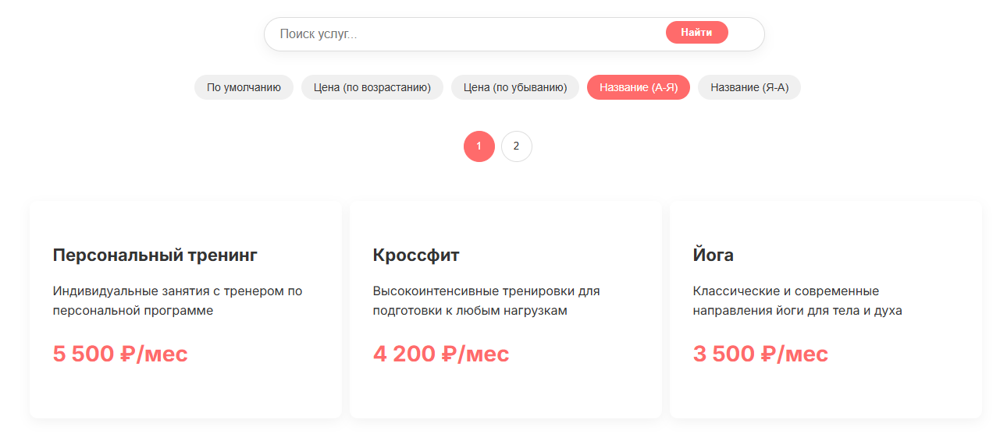 Поиск услуг...
Найти
По умолчанию
Цена (по возрастанию)
Цена (по убыванию)
Название (А-Я)
Название (Я-А)
1
2
Персональный тренинг
Индивидуальные занятия с тренером по
персональной программе
5 500 ₽/мес
Кроссфит
Высокоинтенсивные тренировки для
подготовки к любым нагрузкам
4 200 ₽/мес
Йога
Классические и современные
направления йоги для тела и духа
3 500 ₽/мес